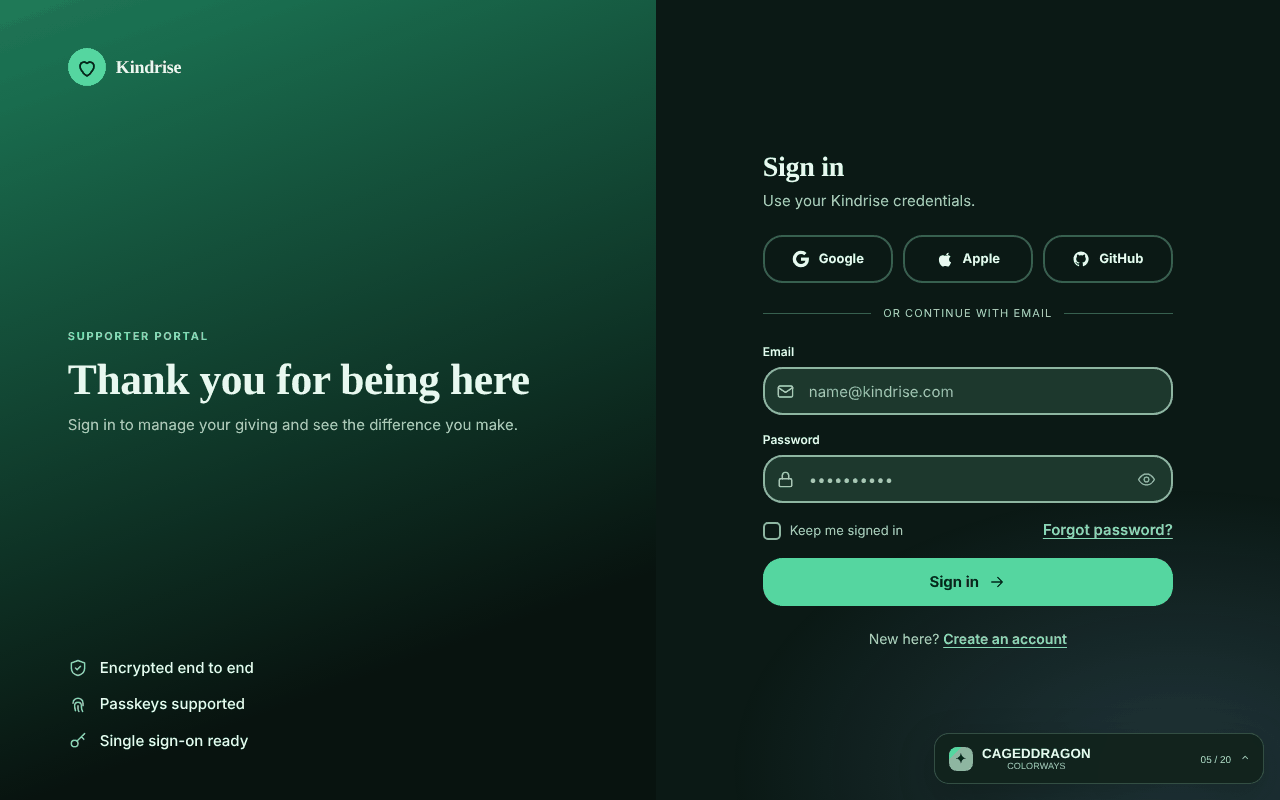 Kindrise
SUPPORTER PORTAL
Thank you for being here
Sign in to manage your giving and see the difference you make.
Encrypted end to end
Passkeys supported
Single sign-on ready
Sign in
Use your Kindrise credentials.
Google
Apple
GitHub
OR CONTINUE WITH EMAIL
Email
name@kindrise.com
Password
••••••••••
Keep me signed in
Forgot password?
Sign in
New here? Create an account
CAGEDDRAGON
COLORWAYS
05 / 20